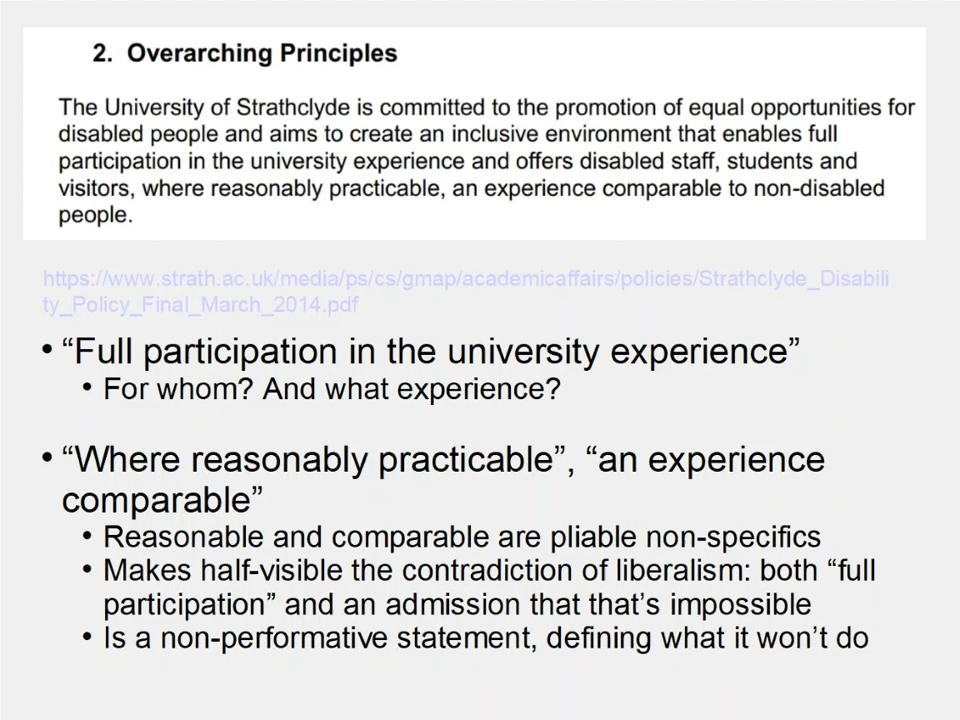 2. Overarching Principles
The University of Strathclyde is committed to the promotion of equal opportunities for
disabled people and aims to create an inclusive environment that enables full
participation in the university experience and offers disabled staff, students and
visitors, where reasonably practicable, an experience comparable to non-disabled
people.
https://www.strath.ac.uk/media/ps/cs/gmap/academicaffairs/policies/Strathclyde_Disabili
ty_Policy_Final_March_2014.pdf
• “Full participation in the university experience”
• For whom? And what experience?
• “Where reasonably practicable”, “an experience
comparable”
• Reasonable and comparable are pliable non-specifics
• Makes half-visible the contradiction of liberalism: both “full
participation” and an admission that that’s impossible
• Is a non-performative statement, defining what it won’t do